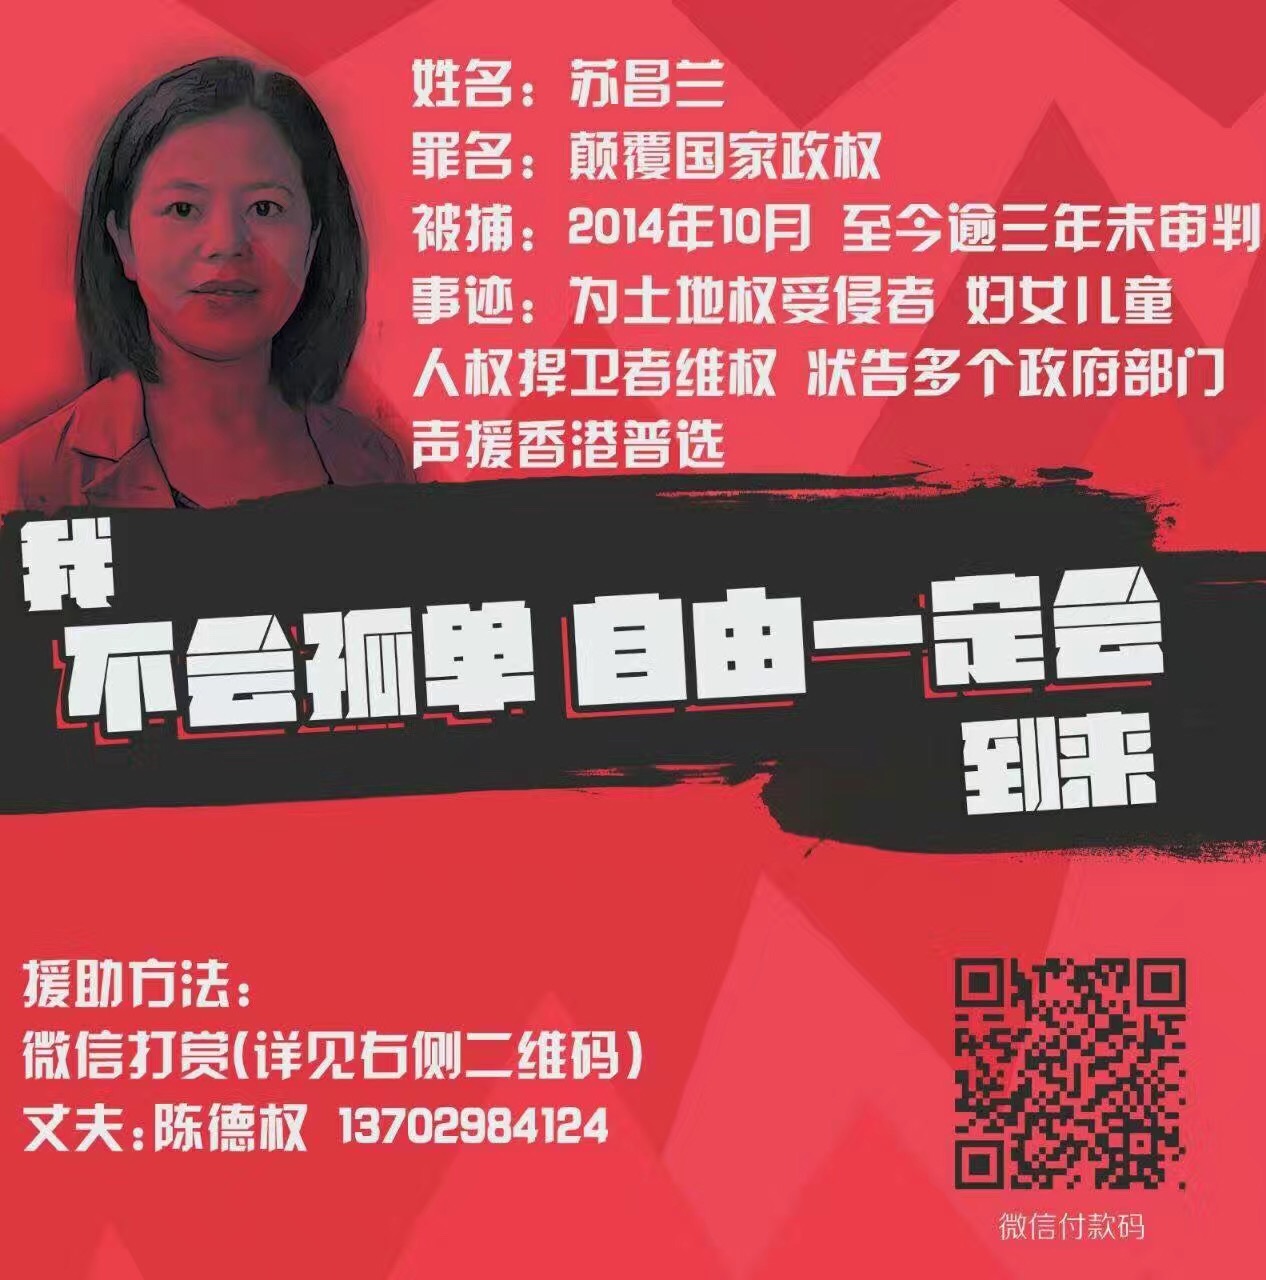 姓名：苏昌兰
罪名：颠覆国家政权
被捕：2014年10月 至今逾三年未审判
事迹：为土地权受侵者 妇女儿童
人权捍卫者维权 状告多个政府部门
声援香港普选
我
不会孤单 自由一定会
到来
援助方法：
微信打赏(详见右侧二维码)
丈夫：陈德权 13702984124
微信付款码